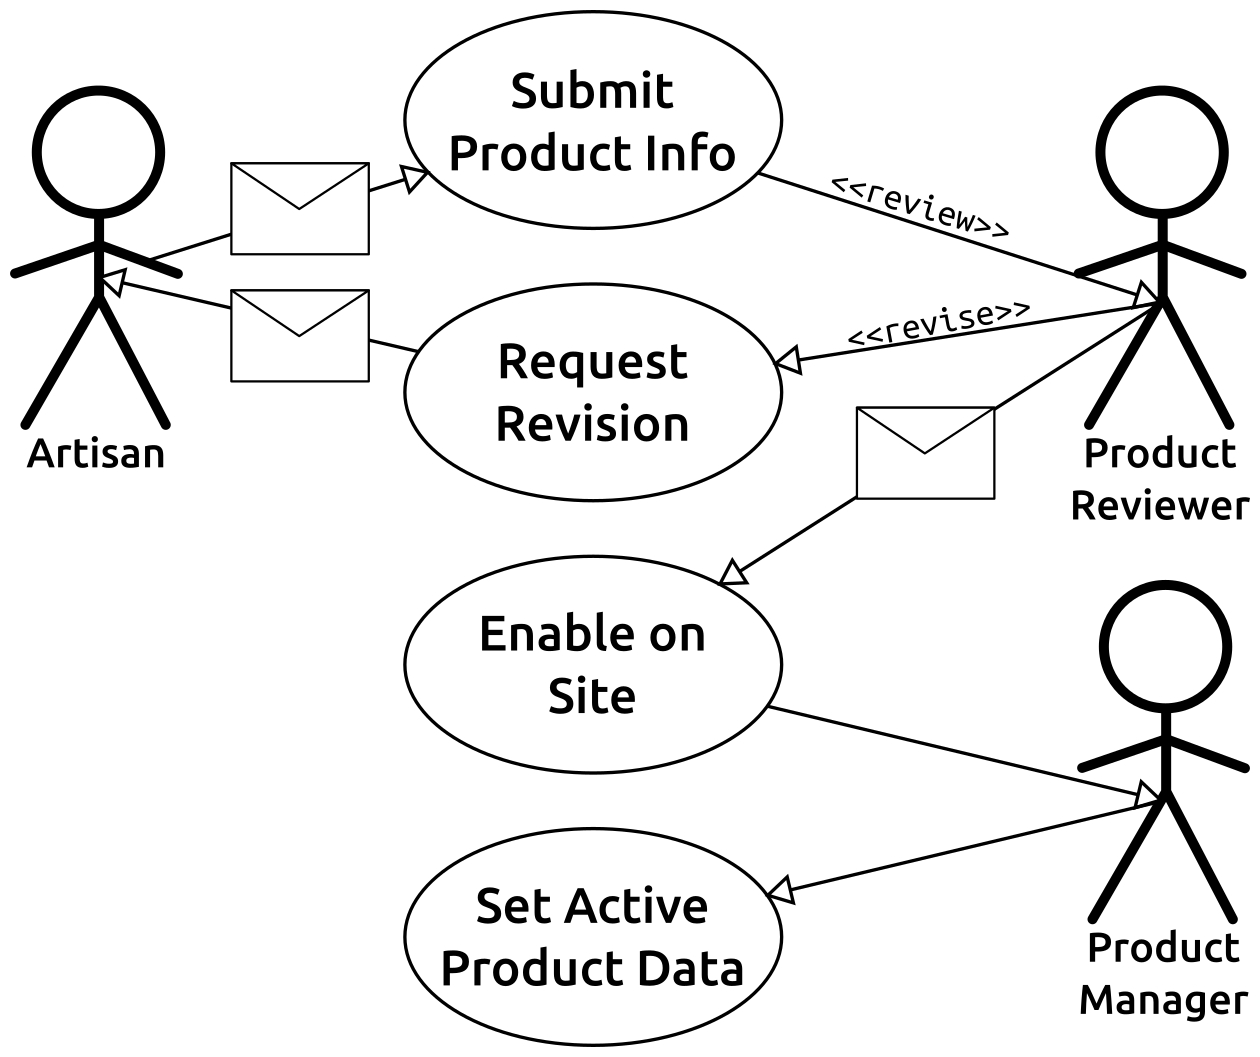 Submit
Product Info
<<review>>
<<revise>>
Request
Revision
Artisan
Product
Reviewer
Enable on
Site
Set Active
Product Data
Product
Manager